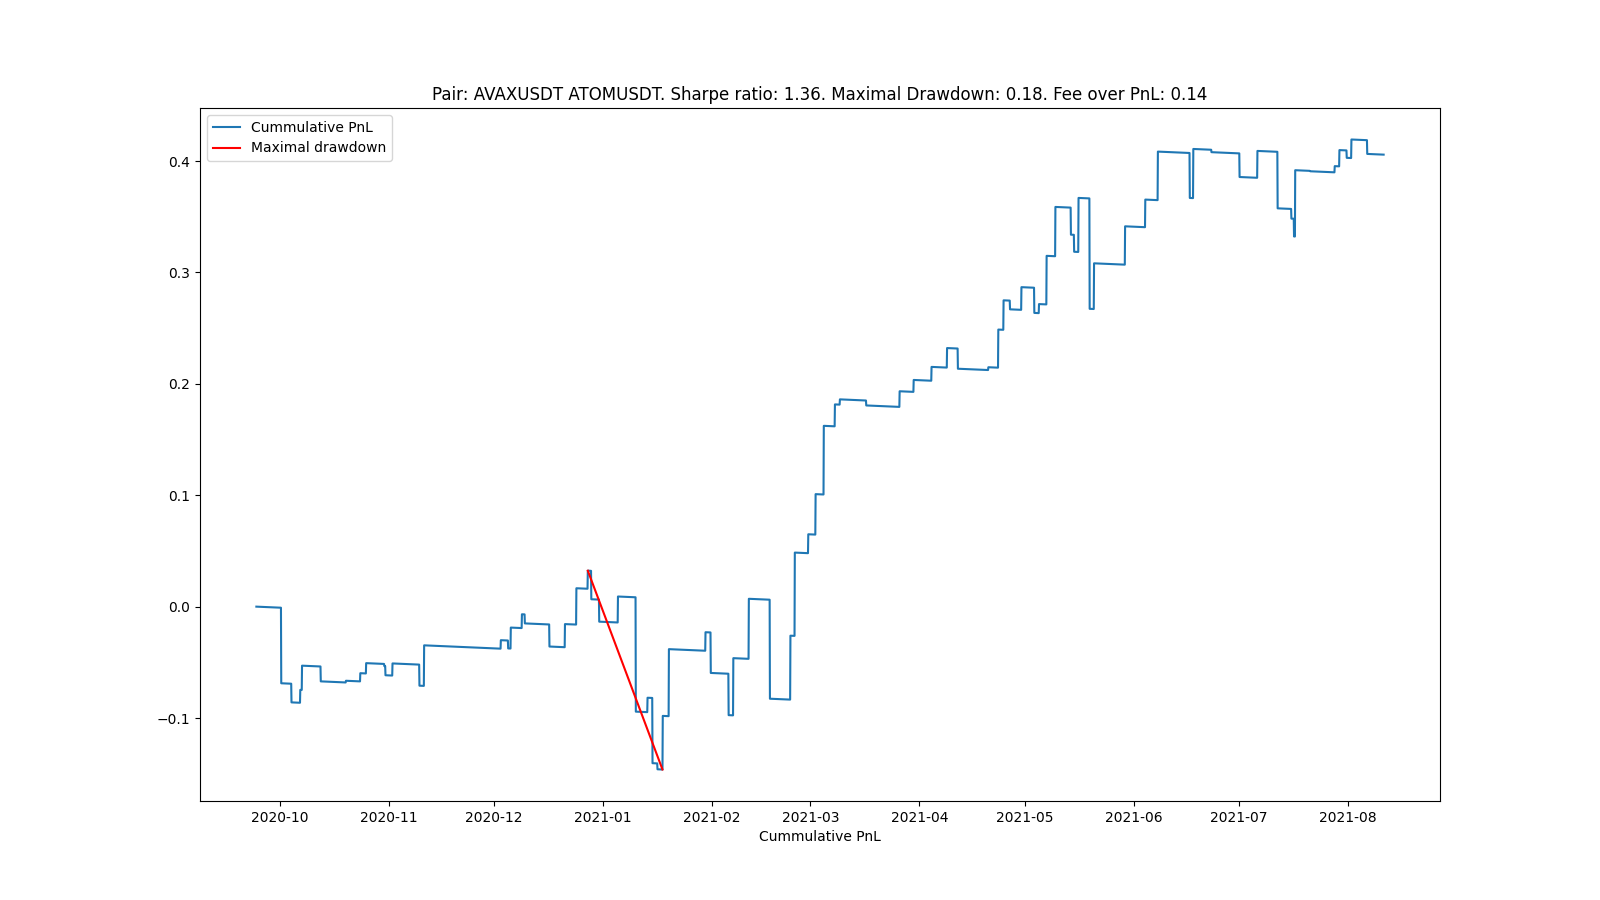 Pair: AVAXUSDT ATOMUSDT. Sharpe ratio: 1.36. Maximal Drawdown: 0.18. Fee over PnL: 0.14
Cummulative PnL
Maximal drawdown
0.4
0.3
0.2
0.1
0.0
−0.1
2020-10 2020-11 2020-12 2021-01 2021-02 2021-03 2021-04 2021-05 2021-06 2021-07 2021-08
Cummulative PnL